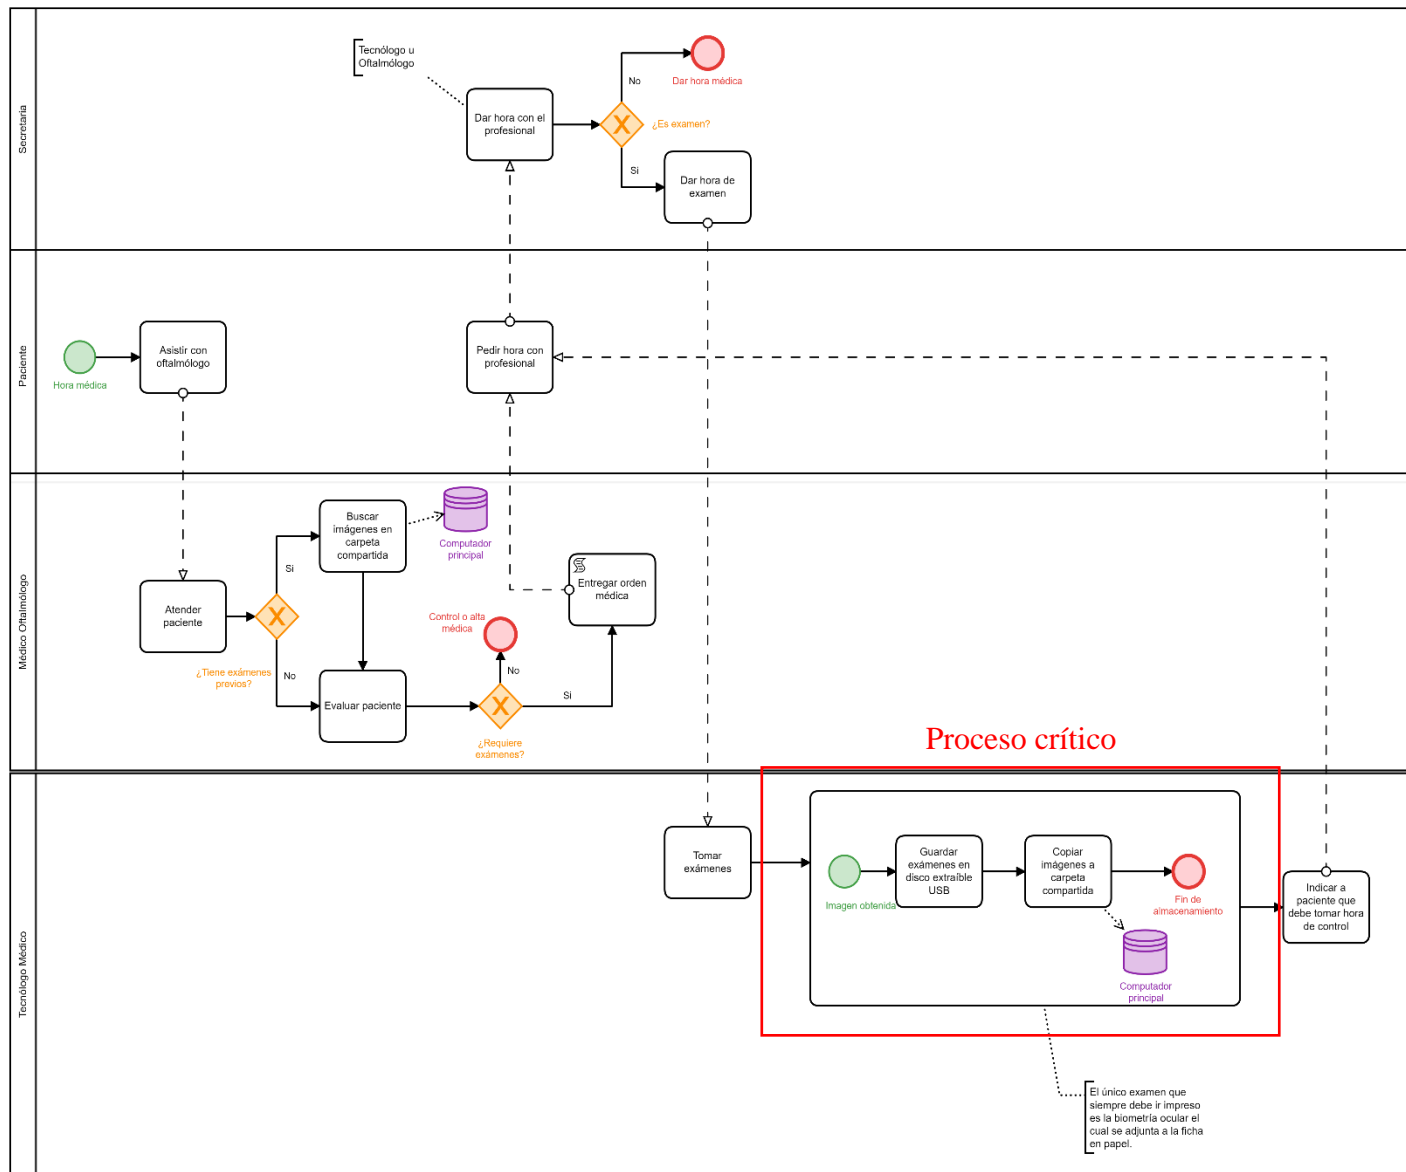 Secretaria
Tecnólogo u
Oftalmólogo
Dar hora con el
profesional
No
Dar hora médica
¿Es examen?
Si
Dar hora de
examen
Paciente
Hora médica
Asistir con
oftalmólogo
Pedir hora con
profesional
Médico Oftalmólogo
Atender
paciente
¿Tiene exámenes
previos?
Si
No
Buscar
imágenes en
carpeta
compartida
Computador
principal
Evaluar paciente
Control o alta
médica
No
Si
¿Requiere
exámenes?
Entregar orden
médica
Proceso crítico
Tecnólogo Médico
Tomar
exámenes
Imagen obtenida
Guardar
exámenes en
disco extraíble
USB
Copiar
imágenes a
carpeta
compartida
Fin de
almacenamiento
Computador
principal
Indicar a
paciente que
debe tomar hora
de control
El único examen que
siempre debe ir impreso
es la biometría ocular el
cual se adjunta a la ficha
en papel.